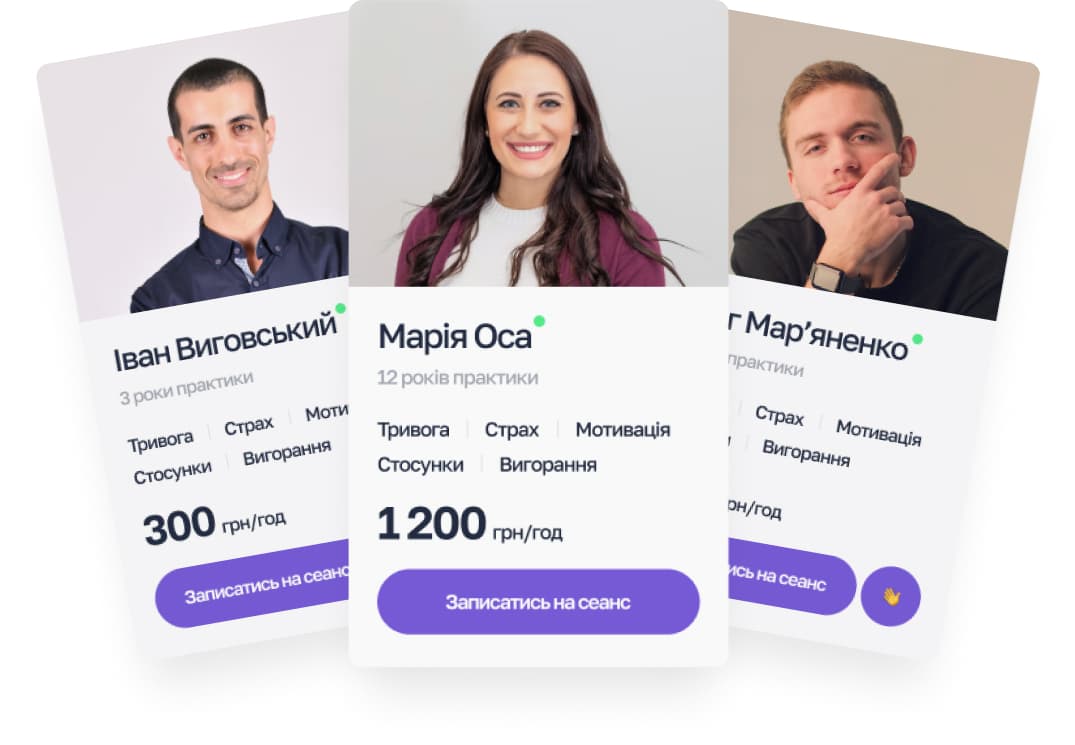 Іван Виговський
3 роки практики
Тривога Страх
Стосунки Вигорання
300 грн/год
Записатись на сеанс
Марія Оса
12 років практики
Тривога Страх Мотивація
Стосунки Вигорання
1 200 грн/год
Записатись на сеанс
Мар’яненко
практики
Страх Мотивація
Вигорання
грн/год
на сеанс